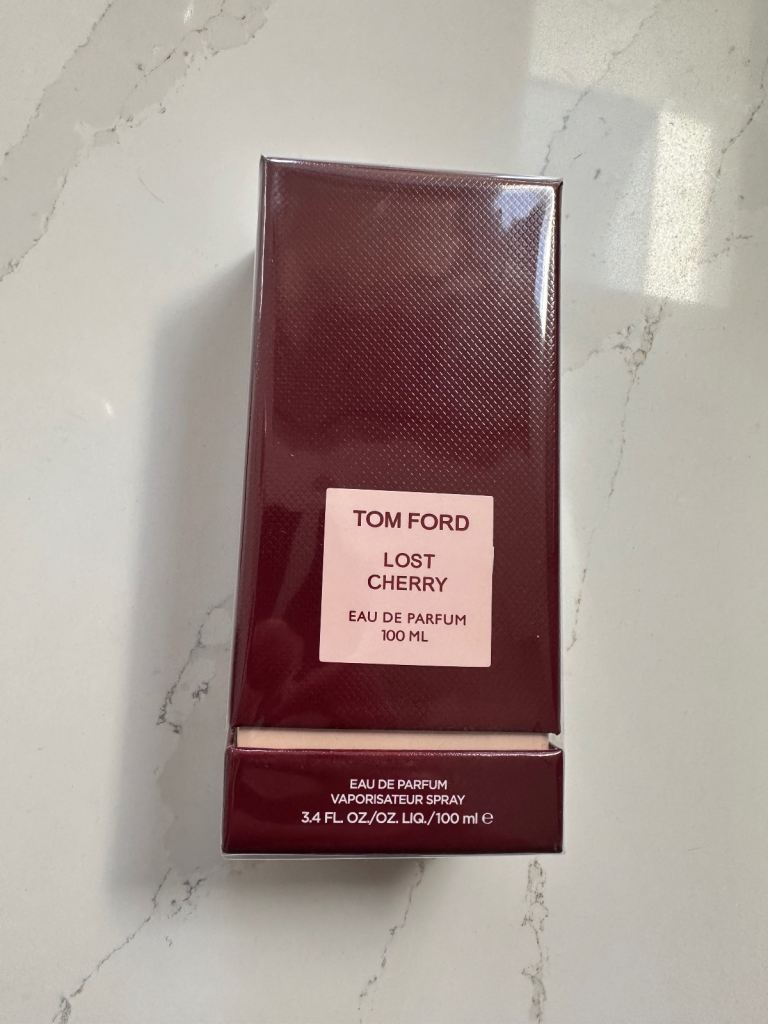 TOM FORD
LOST
CHERRY
EAU DE PARFUM
100 ML
EAU DE PARFUM
VAPORISATEUR SPRAY
3.4 FL. OZ./OZ. LIQ./100 ml ℮